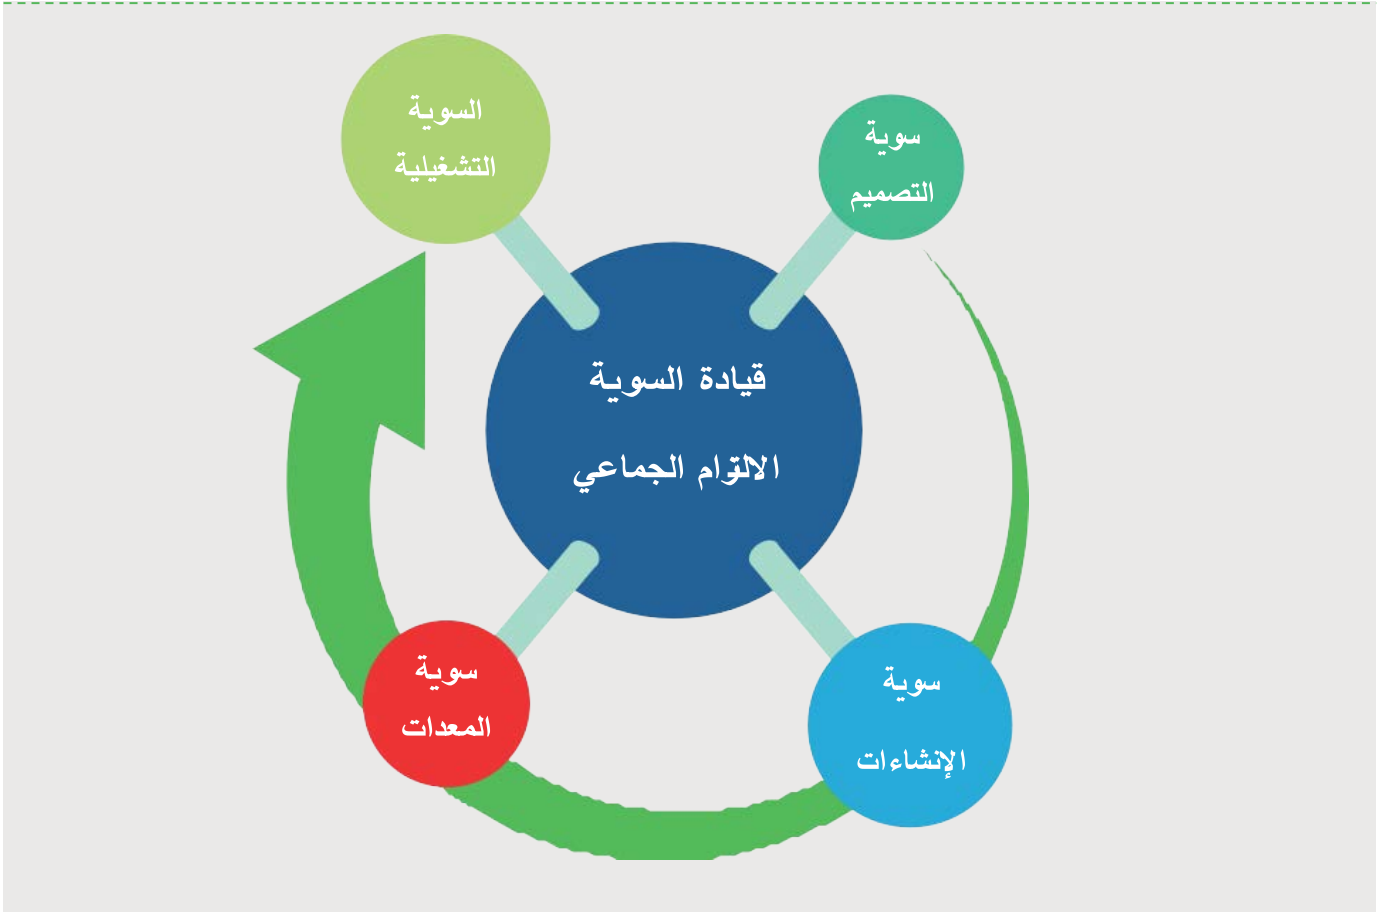 سوية
التصميم
السوية
التشغيلية
قيادة السوية
الالتزام الجماعي
سوية
الإنشاءات
سوية
المعدات